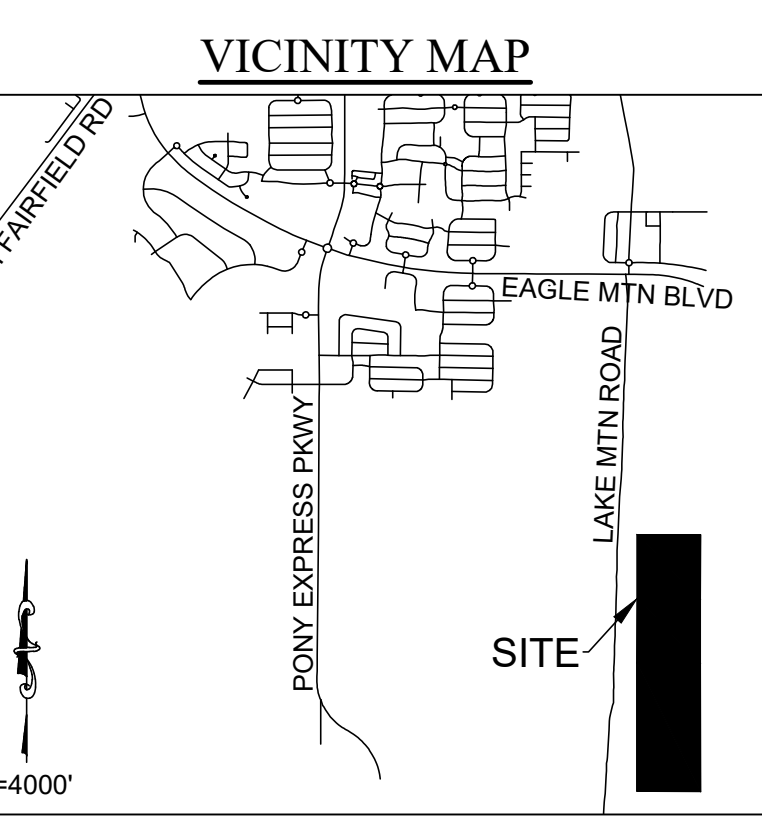 VICINITY MAP
FAIRFIELD RD
EAGLE MTN BLVD
LAKE MTN ROAD
PONY EXPRESS PKWY
SITE
=4000'